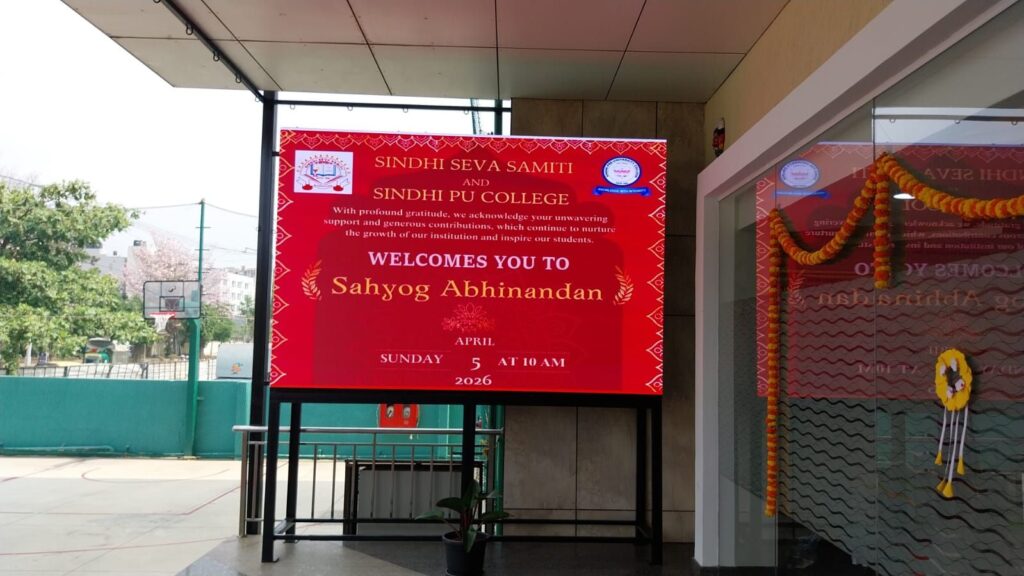 SINDHI SEVA SAMITI
AND
SINDHI PU COLLEGE
With profound gratitude, we acknowledge your unwavering
support and generous contributions, which continue to nurture
the growth of our institution and inspire our students.
WELCOMES YOU TO
Sahyog Abhinandan
APRIL
SUNDAY 5 AT 10 AM
2026